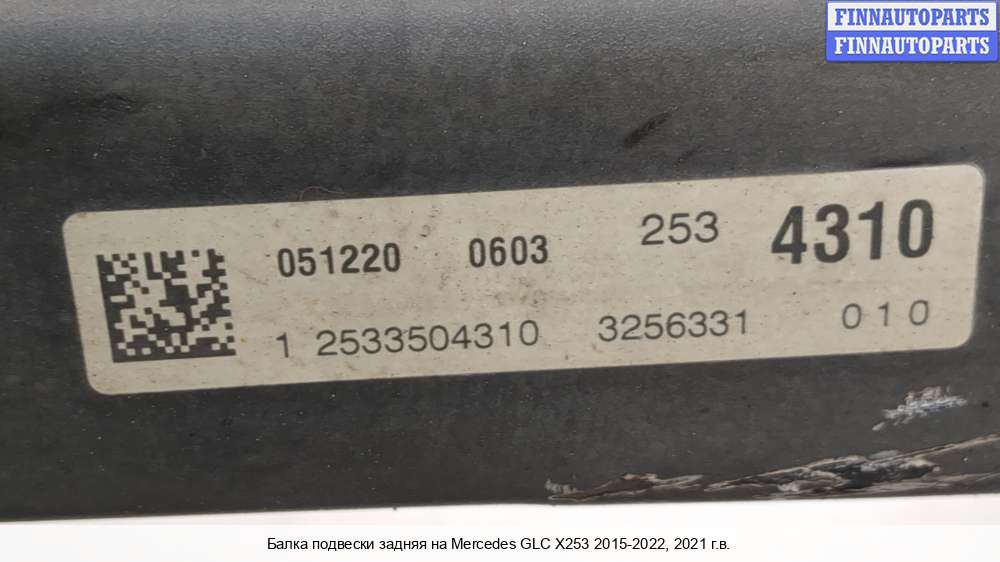 FINNAUTOPARTS
FINNAUTOPARTS
051220 0603 253 4310
1 2533504310 3256331 010
Балка подвески задняя на Mercedes GLC X253 2015-2022, 2021 г.в.